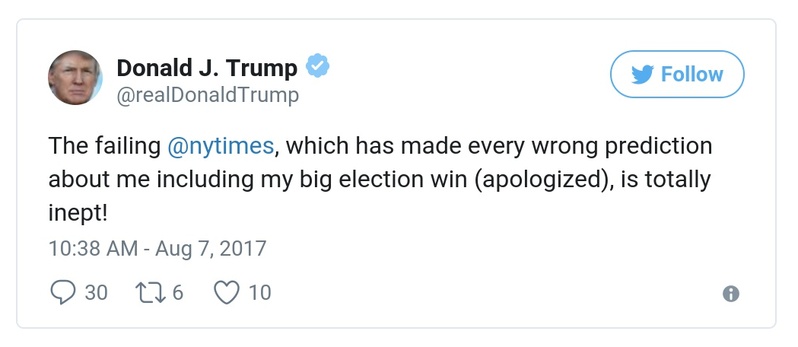 Donald J. Trump
Follow
@realDonaldTrump
The failing @nytimes, which has made every wrong prediction
about me including my big election win (apologized), is totally
inept!
10:38 AM - Aug 7, 2017
30 6 10